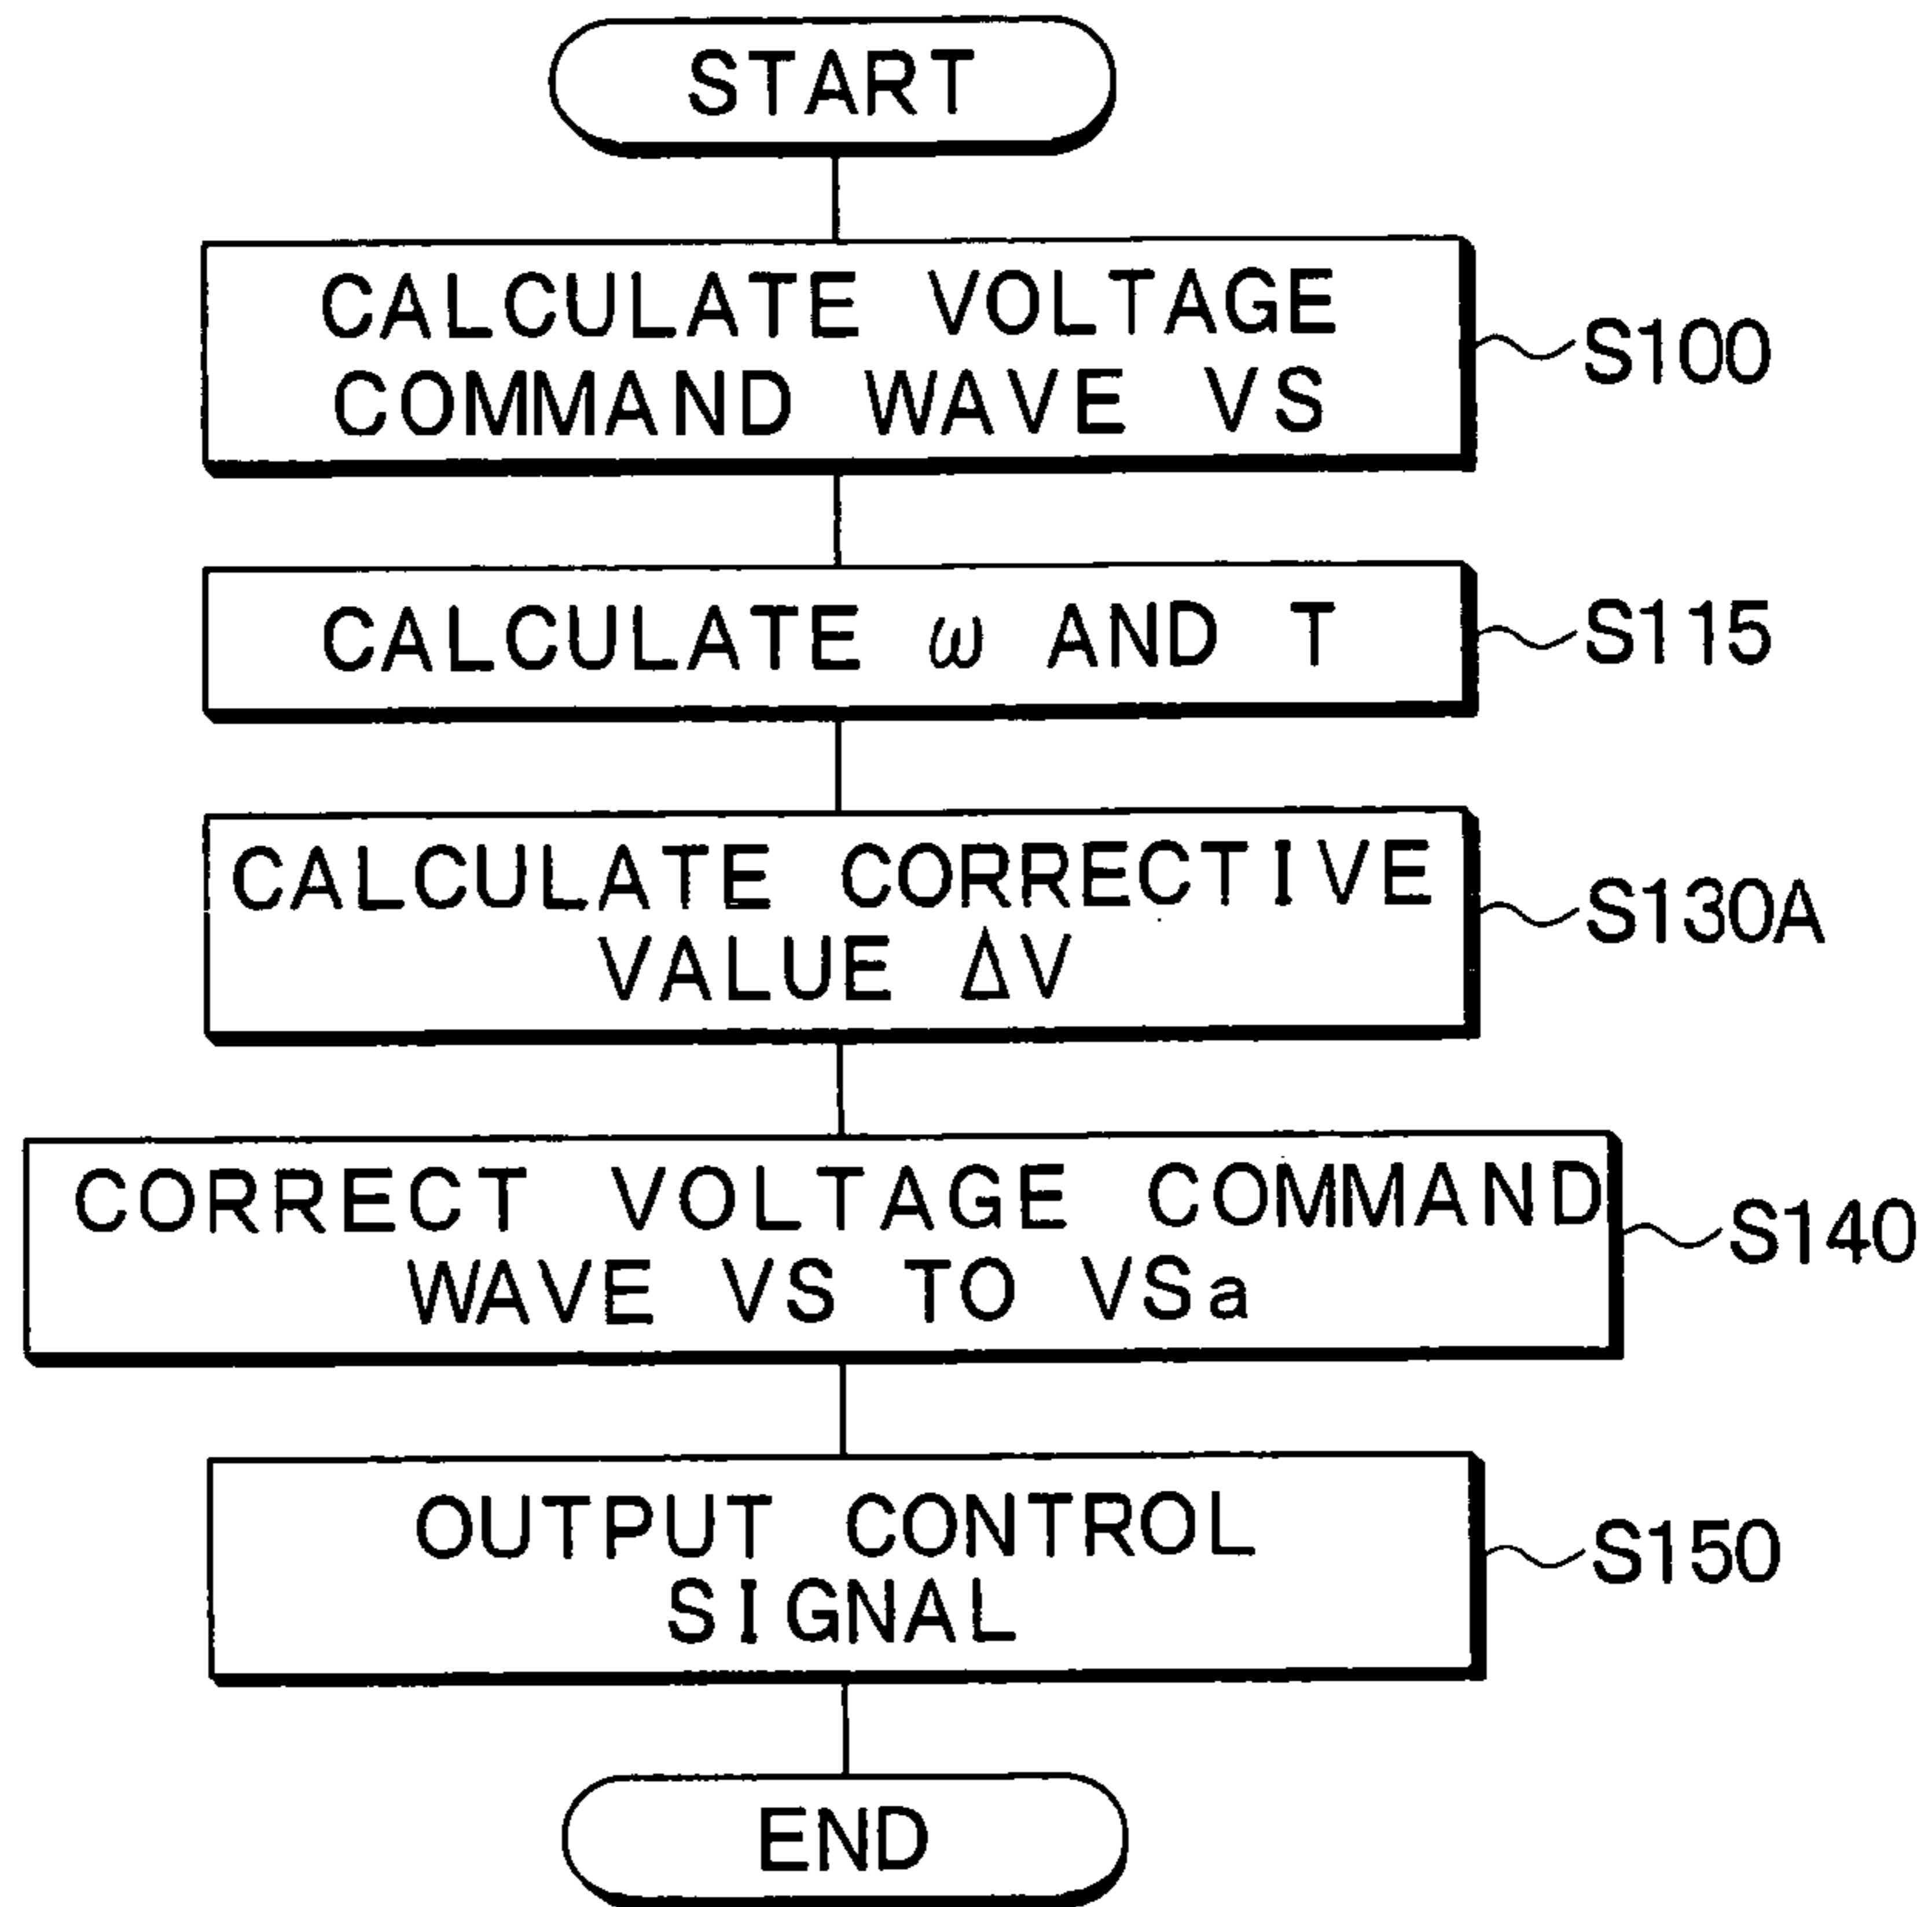 START
CALCULATE VOLTAGE
COMMAND WAVE VS
S100
CALCULATE ω AND T
S115
CALCULATE CORRECTIVE
VALUE ΔV
S130A
CORRECT VOLTAGE COMMAND
WAVE VS TO VSa
S140
OUTPUT CONTROL
SIGNAL
S150
END